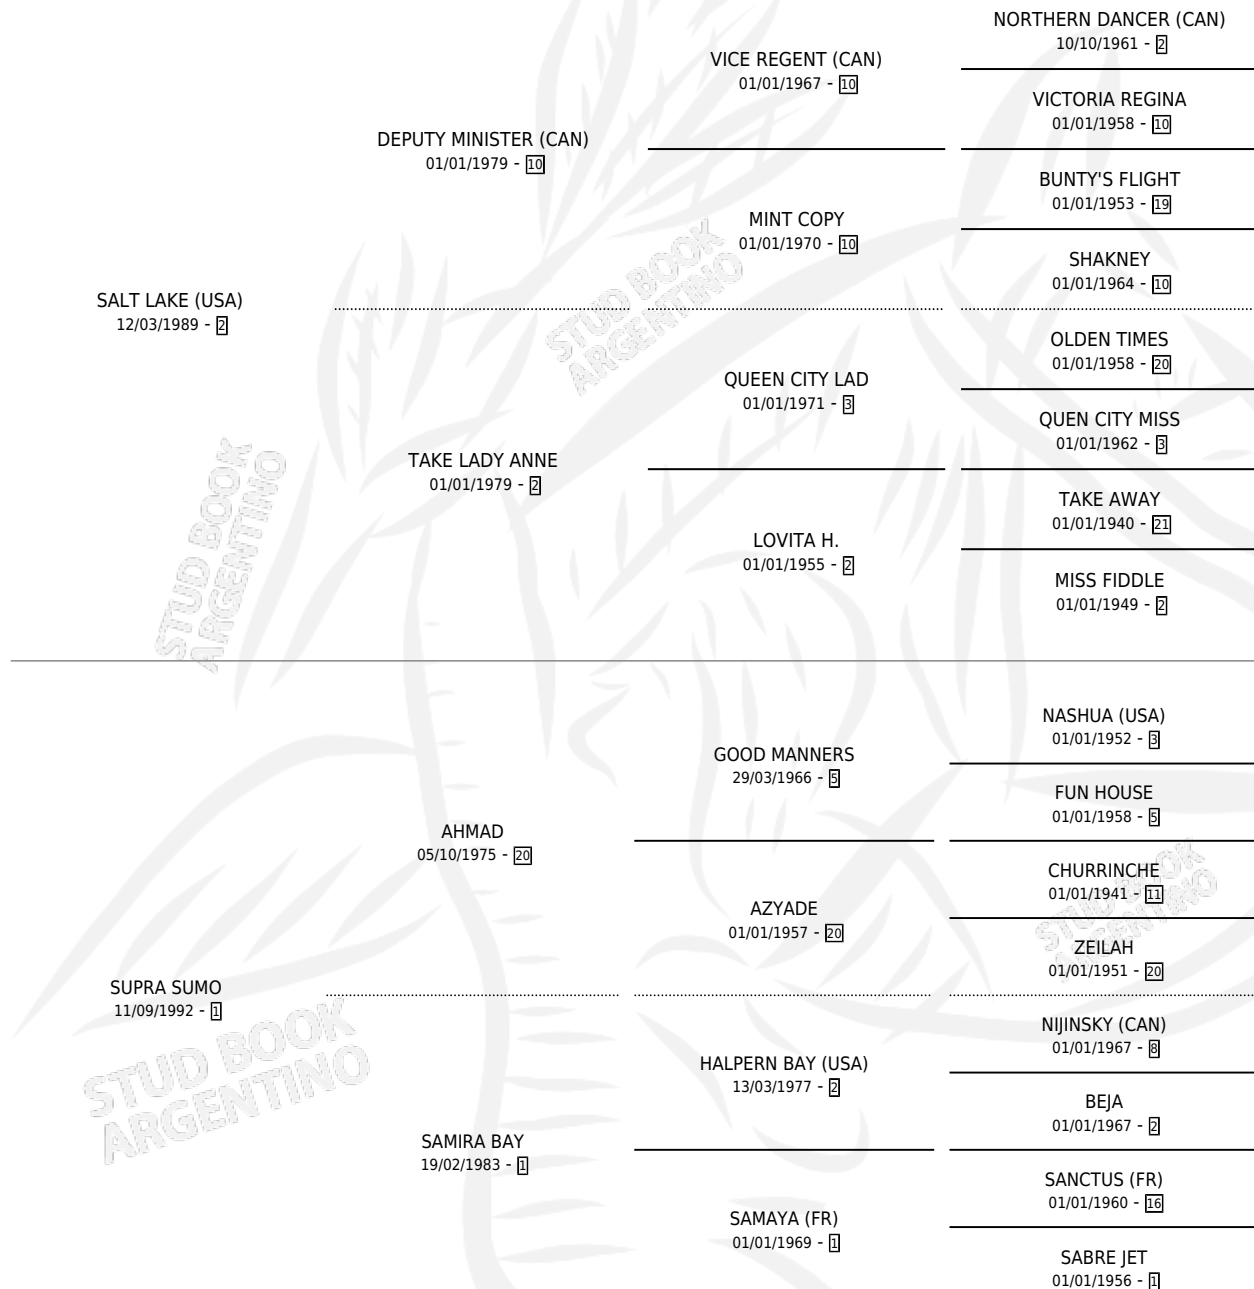 NORTHERN DANCER (CAN)
10/10/1961 - 2
VICE REGENT (CAN)
01/01/1967 - 10
VICTORIA REGINA
01/01/1958 - 10
DEPUTY MINISTER (CAN)
01/01/1979 - 10
BUNTY'S FLIGHT
01/01/1953 - 19
MINT COPY
01/01/1970 - 10
SHAKNEY
01/01/1964 - 10
SALT LAKE (USA)
12/03/1989 - 2
OLDEN TIMES
01/01/1958 - 20
QUEEN CITY LAD
01/01/1971 - 3
QUEN CITY MISS
01/01/1962 - 3
TAKE LADY ANNE
01/01/1979 - 2
TAKE AWAY
01/01/1940 - 21
LOVITA H.
01/01/1955 - 2
MISS FIDDLE
01/01/1949 - 2
NASHUA (USA)
01/01/1952 - 3
GOOD MANNERS
29/03/1966 - 5
FUN HOUSE
01/01/1958 - 5
AHMAD
05/10/1975 - 20
CHURRINCHE
01/01/1941 - 11
AZYADE
01/01/1957 - 20
ZEILAH
01/01/1951 - 20
SUPRA SUMO
11/09/1992 - 1
NIJINSKY (CAN)
01/01/1967 - 8
HALPERN BAY (USA)
13/03/1977 - 2
BEJA
01/01/1967 - 2
SAMIRA BAY
19/02/1983 - 1
SANCTUS (FR)
01/01/1960 - 16
SAMAYA (FR)
01/01/1969 - 1
SABRE JET
01/01/1956 - 1
STUD BOOK
ARGENTINO
STUD BOOK
ARGENTINO
STUD BOOK
ARGENTINO
STUD BOOK
ARGENTINO